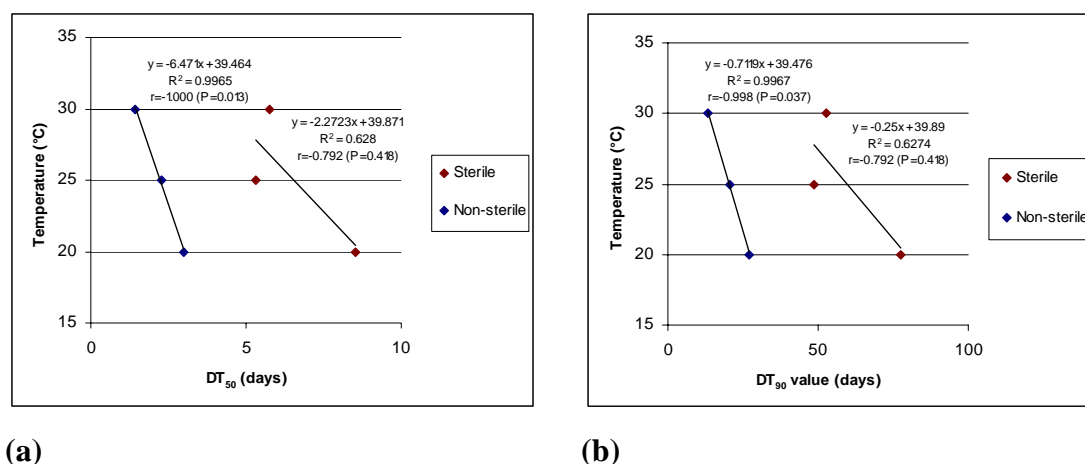 35
y = -6.471x + 39.464
R² = 0.9965
r=-1.000 (P=0.013)
30
y = -2.2723x + 39.871
R² = 0.628
r=-0.792 (P=0.418)
25
20
15
0
5
10
Temperature (°C)
DT₅₀ (days)
Sterile
Non-sterile
(a)
35
y = -0.7119x + 39.476
R² = 0.9967
r=-0.998 (P=0.037)
30
y = -0.25x + 39.89
R² = 0.6274
r=-0.792 (P=0.418)
25
20
15
0
50
100
Temperature (°C)
DT₉₀ value (days)
Sterile
Non-sterile
(b)